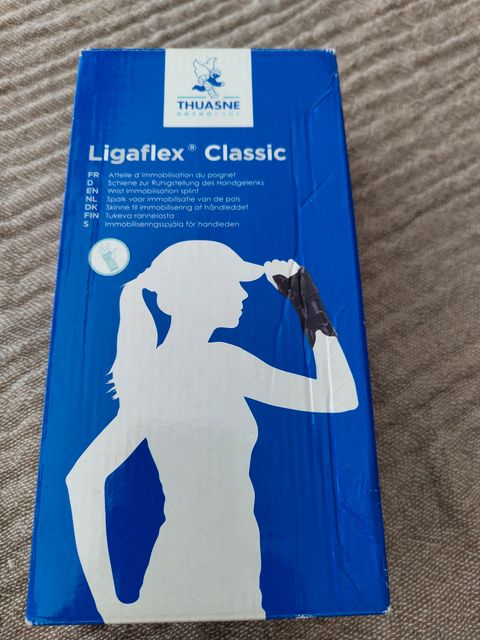 THUASNE
ORTHOCARE
Ligaflex® Classic
FR Attelle d'immobilisation du poignet
D Schiene zur Ruhigstellung des Handgelenks
EN Wrist immobilisation splint
NL Spalk voor immobilisatie van de pols
DK Skinne til immobilisering af håndleddet
FIN Tukeva rannelasta
S Immobiliseringsspjäla för handleden